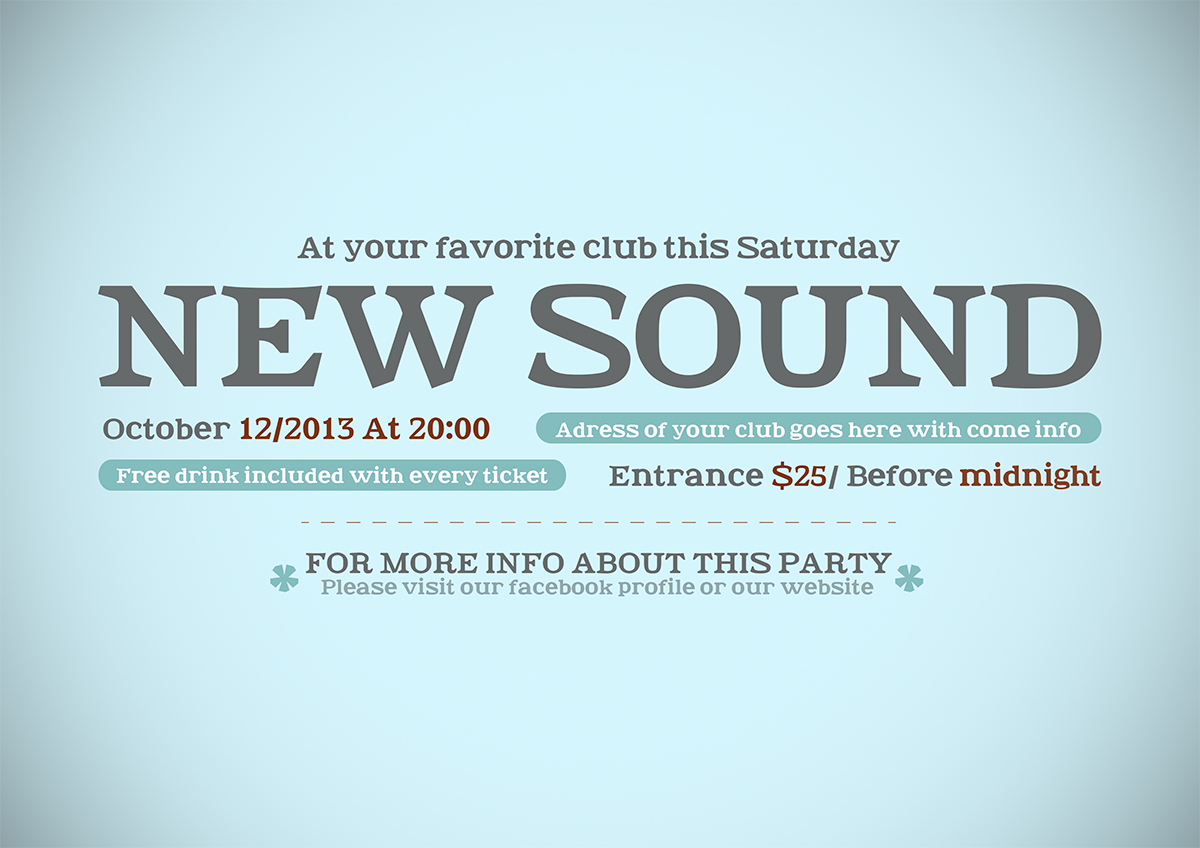 At your favorite club this Saturday
NEW SOUND
October 12/2013 At 20:00
Adress of your club goes here with come info
Free drink included with every ticket
Entrance $25/ Before midnight
FOR MORE INFO ABOUT THIS PARTY
Please visit our facebook profile or our website